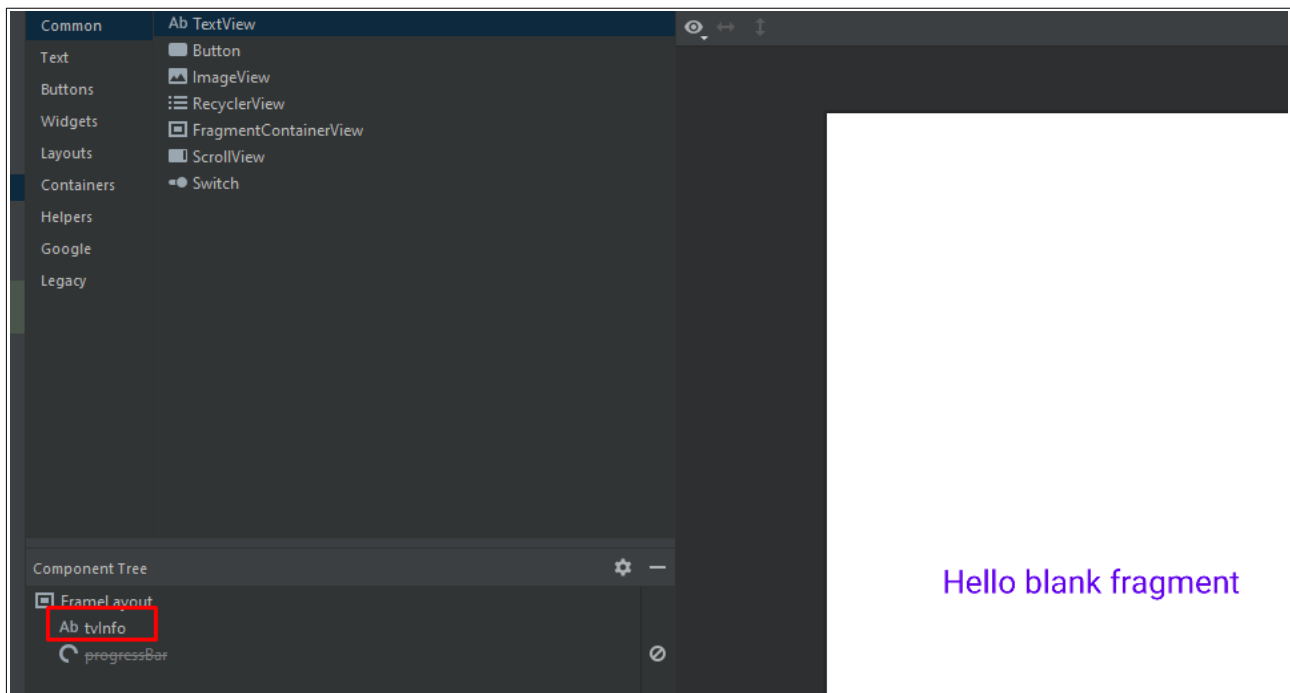 Common
Text
Buttons
Widgets
Layouts
Containers
Helpers
Google
Legacy
Ab TextView
Button
ImageView
RecyclerView
FragmentContainerView
ScrollView
Switch
Component Tree
FrameLayout
Ab tvInfo
progressBar
Hello blank fragment